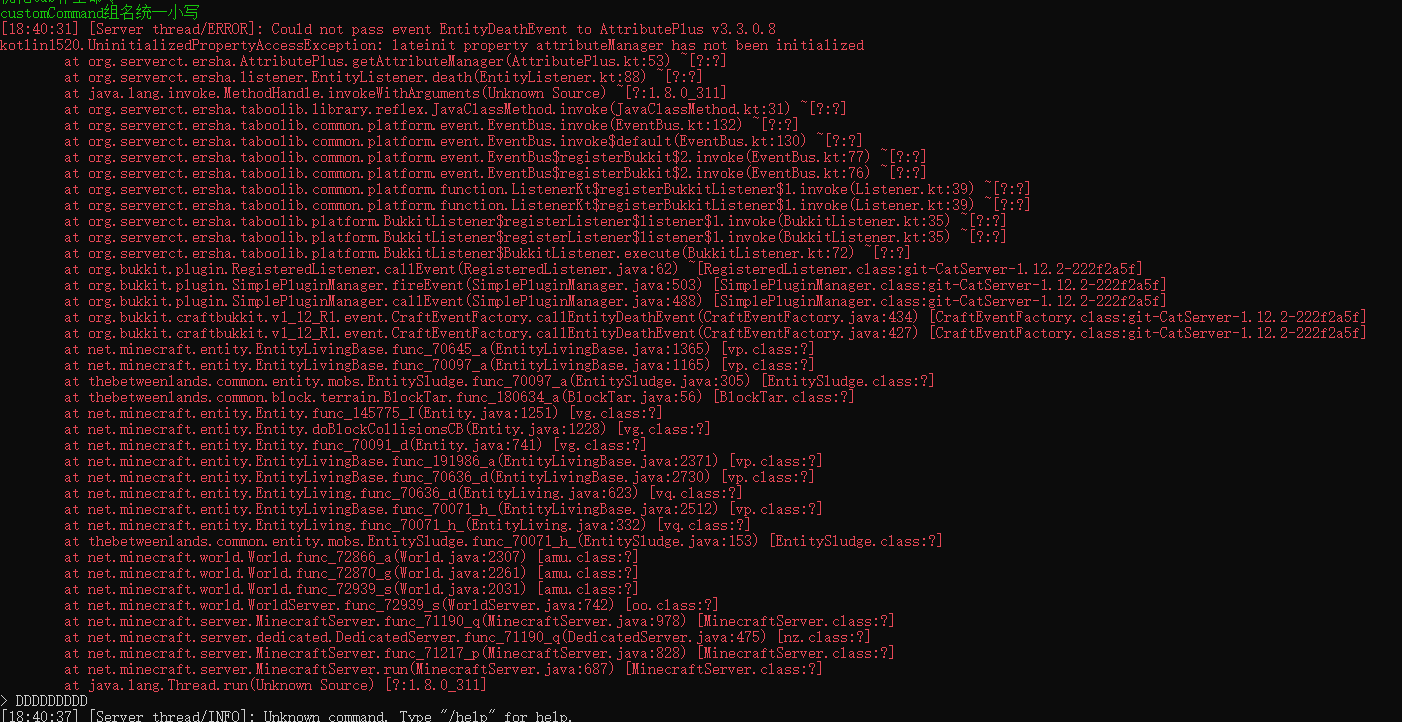 customCommand组名统一小写
[18:40:31] [Server thread/ERROR]: Could not pass event EntityDeathEvent to AttributePlus v3.3.0.8
kotlin1520.UninitializedPropertyAccessException: lateinit property attributeManager has not been initialized
at org.serverct.ersha.AttributePlus.getAttributeManager(AttributePlus.kt:53) ~[?:?]
at org.serverct.ersha.listener.EntityListener.death(EntityListener.kt:88) ~[?:?]
at java.lang.invoke.MethodHandle.invokeWithArguments(Unknown Source) ~[?:1.8.0_311]
at org.serverct.ersha.taboolib.library.reflex.JavaClassMethod.invoke(JavaClassMethod.kt:31) ~[?:?]
at org.serverct.ersha.taboolib.common.platform.event.EventBus.invoke(EventBus.kt:132) ~[?:?]
at org.serverct.ersha.taboolib.common.platform.event.EventBus.invoke$default(EventBus.kt:130) ~[?:?]
at org.serverct.ersha.taboolib.common.platform.event.EventBus$registerBukkit$2.invoke(EventBus.kt:77) ~[?:?]
at org.serverct.ersha.taboolib.common.platform.event.EventBus$registerBukkit$2.invoke(EventBus.kt:76) ~[?:?]
at org.serverct.ersha.taboolib.common.platform.function.ListenerKt$registerBukkitListener$1.invoke(Listener.kt:39) ~[?:?]
at org.serverct.ersha.taboolib.common.platform.function.ListenerKt$registerBukkitListener$1.invoke(Listener.kt:39) ~[?:?]
at org.serverct.ersha.taboolib.platform.BukkitListener$registerListener$listener$1.invoke(BukkitListener.kt:35) ~[?:?]
at org.serverct.ersha.taboolib.platform.BukkitListener$registerListener$listener$1.invoke(BukkitListener.kt:35) ~[?:?]
at org.serverct.ersha.taboolib.platform.BukkitListener$BukkitListener.execute(BukkitListener.kt:72) ~[?:?]
at org.bukkit.plugin.RegisteredListener.callEvent(RegisteredListener.java:62) ~[RegisteredListener.class:git-CatServer-1.12.2-222f2a5f]
at org.bukkit.plugin.SimplePluginManager.fireEvent(SimplePluginManager.java:503) [SimplePluginManager.class:git-CatServer-1.12.2-222f2a5f]
at org.bukkit.plugin.SimplePluginManager.callEvent(SimplePluginManager.java:488) [SimplePluginManager.class:git-CatServer-1.12.2-222f2a5f]
at org.bukkit.craftbukkit.v1_12_R1.event.CraftEventFactory.callEntityDeathEvent(CraftEventFactory.java:434) [CraftEventFactory.class:git-CatServer-1.12.2-222f2a5f]
at org.bukkit.craftbukkit.v1_12_R1.event.CraftEventFactory.callEntityDeathEvent(CraftEventFactory.java:427) [CraftEventFactory.class:git-CatServer-1.12.2-222f2a5f]
at net.minecraft.entity.EntityLivingBase.func_70645_a(EntityLivingBase.java:1365) [vp.class:?]
at net.minecraft.entity.EntityLivingBase.func_70097_a(EntityLivingBase.java:1165) [vp.class:?]
at thebetweenlands.common.entity.mobs.EntitySludge.func_70097_a(EntitySludge.java:305) [EntitySludge.class:?]
at thebetweenlands.common.block.terrain.BlockTar.func_180634_a(BlockTar.java:56) [BlockTar.class:?]
at net.minecraft.entity.Entity.func_145775_I(Entity.java:1251) [vg.class:?]
at net.minecraft.entity.Entity.doBlockCollisionsCB(Entity.java:1228) [vg.class:?]
at net.minecraft.entity.Entity.func_70091_d(Entity.java:741) [vg.class:?]
at net.minecraft.entity.EntityLivingBase.func_191986_a(EntityLivingBase.java:2371) [vp.class:?]
at net.minecraft.entity.EntityLivingBase.func_70636_d(EntityLivingBase.java:2730) [vp.class:?]
at net.minecraft.entity.EntityLiving.func_70636_d(EntityLiving.java:623) [vq.class:?]
at net.minecraft.entity.EntityLivingBase.func_70071_h_(EntityLivingBase.java:2512) [vp.class:?]
at net.minecraft.entity.EntityLiving.func_70071_h_(EntityLiving.java:332) [vq.class:?]
at thebetweenlands.common.entity.mobs.EntitySludge.func_70071_h_(EntitySludge.java:153) [EntitySludge.class:?]
at net.minecraft.world.World.func_72866_a(World.java:2307) [amu.class:?]
at net.minecraft.world.World.func_72870_g(World.java:2261) [amu.class:?]
at net.minecraft.world.World.func_72939_s(World.java:2031) [amu.class:?]
at net.minecraft.world.WorldServer.func_72939_s(WorldServer.java:742) [oo.class:?]
at net.minecraft.server.MinecraftServer.func_71190_q(MinecraftServer.java:978) [MinecraftServer.class:?]
at net.minecraft.server.dedicated.DedicatedServer.func_71190_q(DedicatedServer.java:475) [nz.class:?]
at net.minecraft.server.MinecraftServer.func_71217_p(MinecraftServer.java:828) [MinecraftServer.class:?]
at net.minecraft.server.MinecraftServer.run(MinecraftServer.java:687) [MinecraftServer.class:?]
at java.lang.Thread.run(Unknown Source) [?:1.8.0_311]
> DDDDDDDDD
[18:40:37] [Server thread/INFO]: Unknown command. Type "/help" for help.